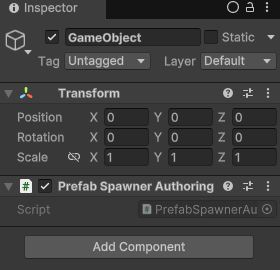 Inspector
GameObject
Static
Tag Untagged Layer Default
Transform
Position X 0 Y 0 Z 0
Rotation X 0 Y 0 Z 0
Scale X 1 Y 1 Z 1
# Prefab Spawner Authoring
Script # PrefabSpawnerAu
Add Component